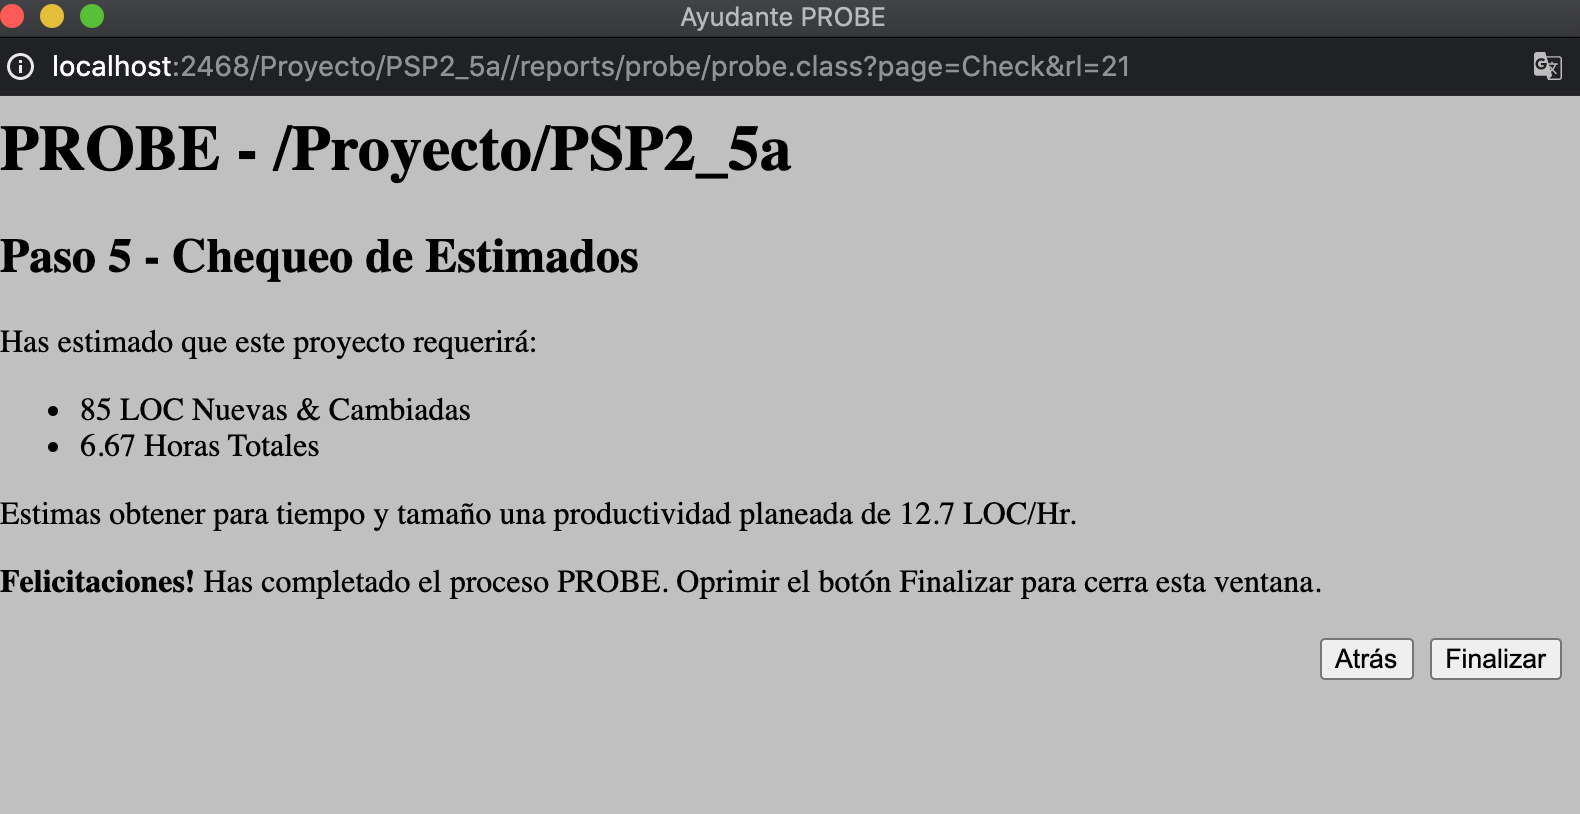 Ayudante PROBE
localhost:2468/Proyecto/PSP2_5a//reports/probe/probe.class?page=Check&rl=21
PROBE - /Proyecto/PSP2_5a
Paso 5 - Chequeo de Estimados
Has estimado que este proyecto requerirá:
• 85 LOC Nuevas & Cambiadas
• 6.67 Horas Totales
Estimas obtener para tiempo y tamaño una productividad planeada de 12.7 LOC/Hr.
Felicitaciones! Has completado el proceso PROBE. Oprimir el botón Finalizar para cerra esta ventana.
Atrás Finalizar